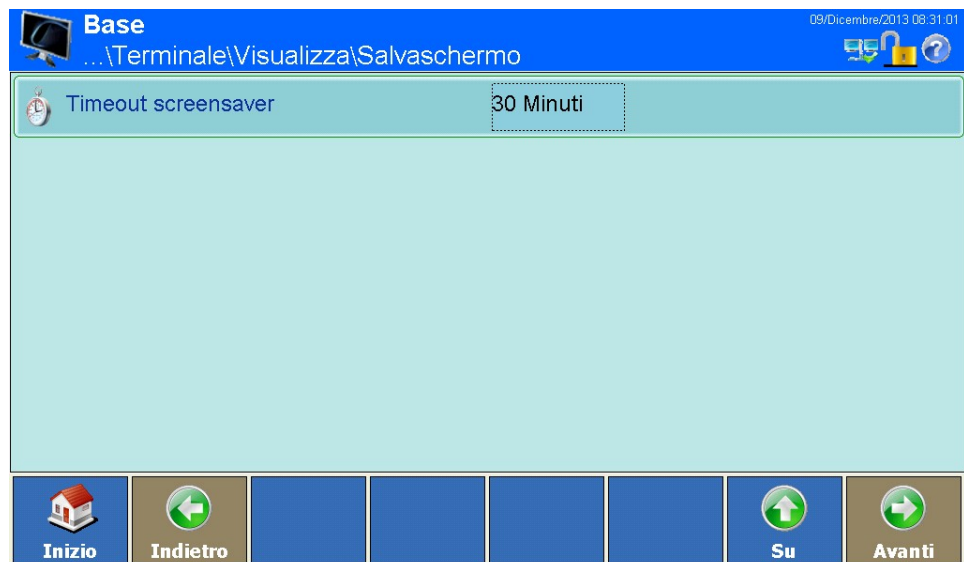 Base
09/Dicembre/2013 08:31:01
...\Terminale\Visualizza\Salvaschermo
Timeout screensaver 30 Minuti
Inizio Indietro Su Avanti